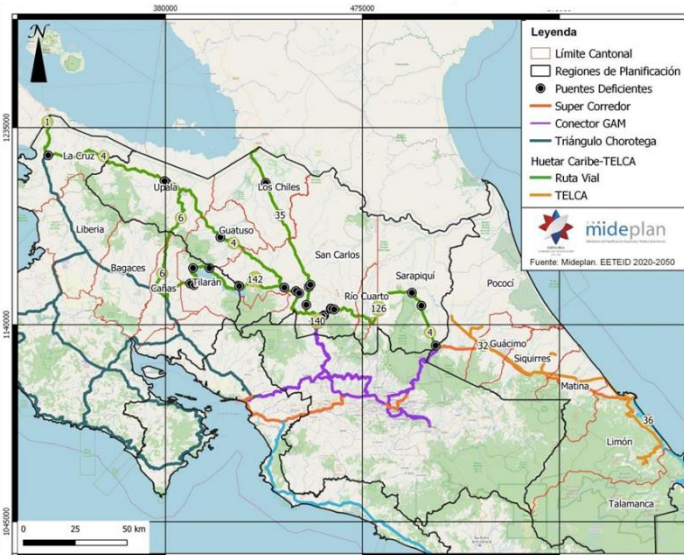 380000
475000
N
1235000
1140000
1045000
1
La Cruz
4
Upala
Los Chiles
6
35
Guatuso
4
Liberia
San Carlos
Bagaces
6
Cañas
Tilarán
142
Sarapiquí
Río Cuarto
126
140
4
Pococí
Guácimo
32
Siquirres
Matina
36
Limón
Talamanca
0 25 50 km
Leyenda
Límite Cantonal
Regiones de Planificación
Puentes Deficientes
Super Corredor
Conector GAM
Triángulo Chorotega
Huetar Caribe-TELCA
Ruta Vial
TELCA
mideplan
Fuente: Mideplan. EETEID 2020-2050